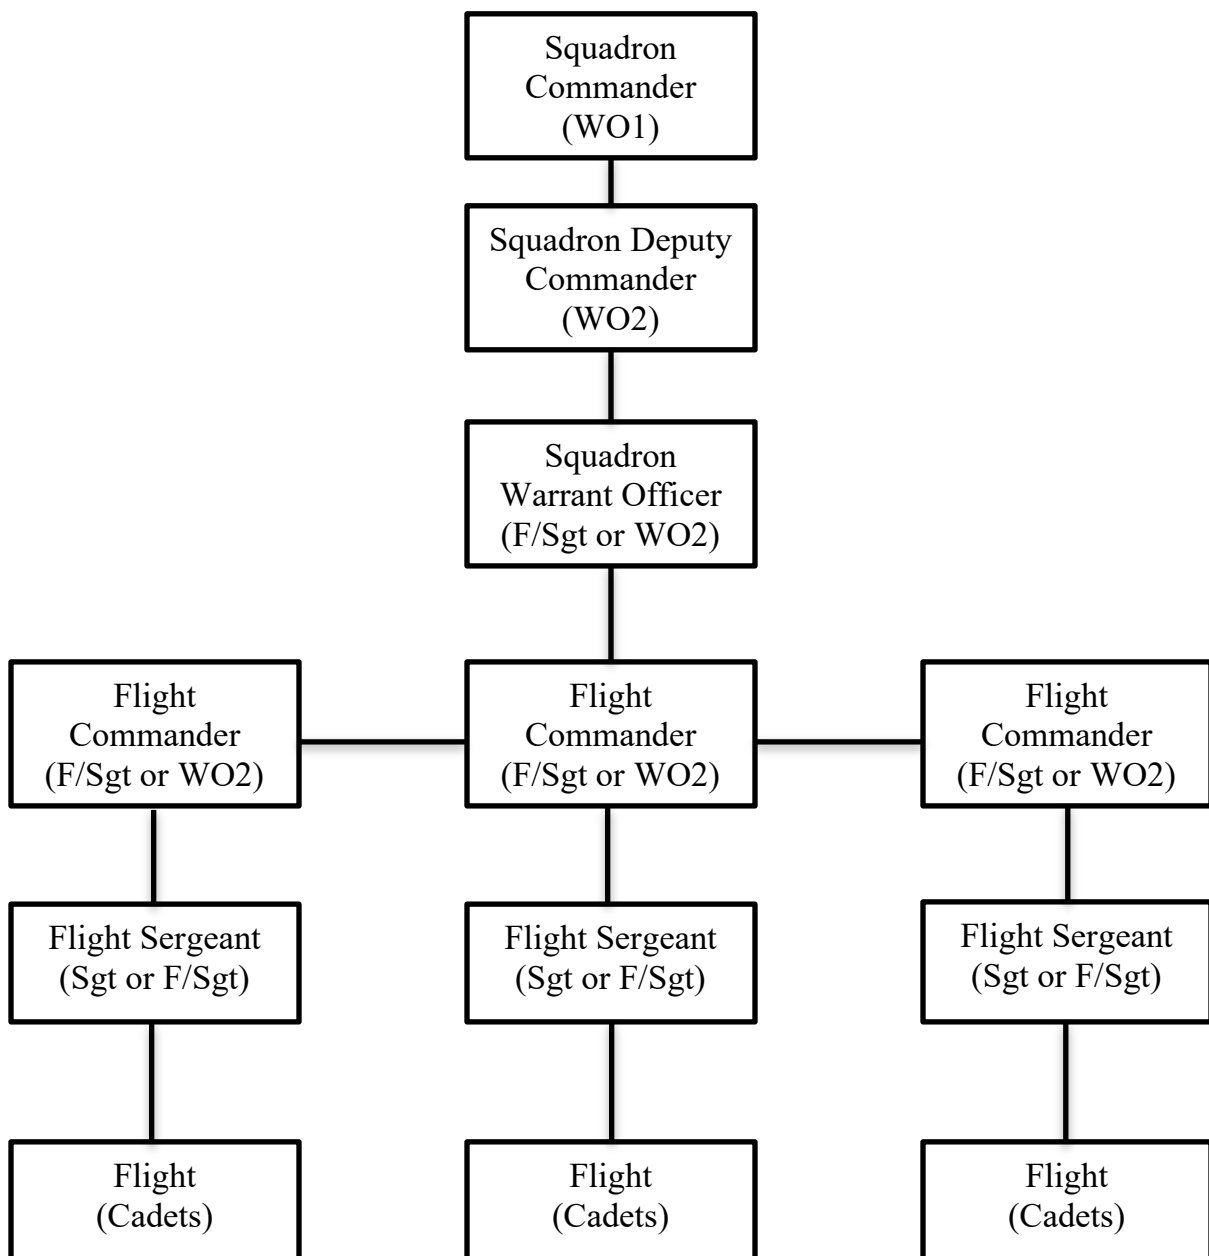 Squadron
Commander
(WO1)
Squadron Deputy
Commander
(WO2)
Squadron
Warrant Officer
(F/Sgt or WO2)
Flight
Commander
(F/Sgt or WO2)
Flight
Commander
(F/Sgt or WO2)
Flight
Commander
(F/Sgt or WO2)
Flight Sergeant
(Sgt or F/Sgt)
Flight Sergeant
(Sgt or F/Sgt)
Flight Sergeant
(Sgt or F/Sgt)
Flight
(Cadets)
Flight
(Cadets)
Flight
(Cadets)